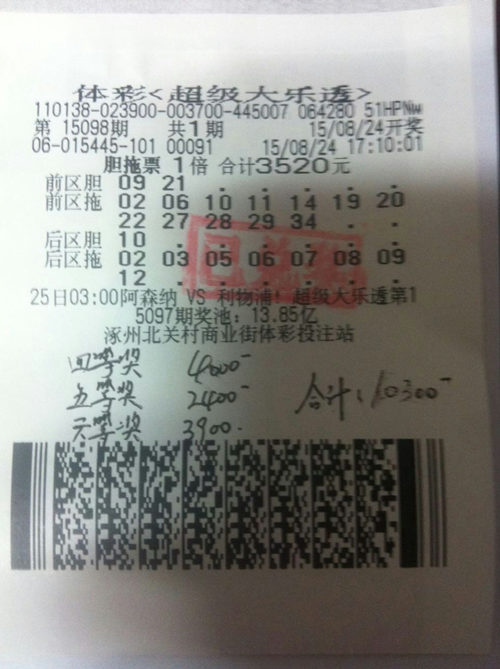 体彩<超级大乐透>
110138-023900-003700-445007 064280 51HPNw
第 15098期 共1期 15/08/24开奖
06-015445-101 00091 15/08/24 17:10:01
胆拖票 1倍 合计3520元
前区胆 09 21 . . . . .
前区拖 02 06 10 11 14 19 20
22 27 28 29 34 . .
后区胆 10 . . . . . .
后区拖 02 03 05 06 07 08 09
12 . . . . . .
25日03:00阿森纳 VS 利物浦! 超级大乐透第1
5097期奖池: 13.85亿
涿州北关村商业街体彩投注站
四等奖 4000-
五等奖 2400- 合计:10300-
六等奖 3900-